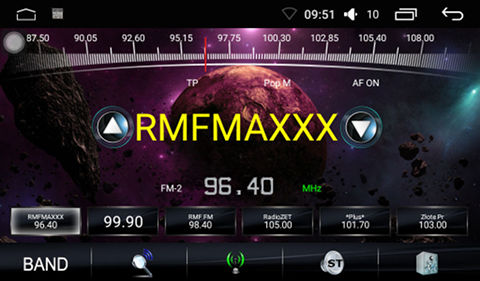 09:51 10
87.50 90.05 92.60 95.15 97.75 100.30 102.85 105.40 108.00
TP Pop M AF ON
RMFMAXXX
FM-2 96.40 MHz
RMFMAXXX 99.90 RMF FM RadioZET *Plus* Złote Pr
96.40 98.40 105.00 101.70 103.00
BAND ST